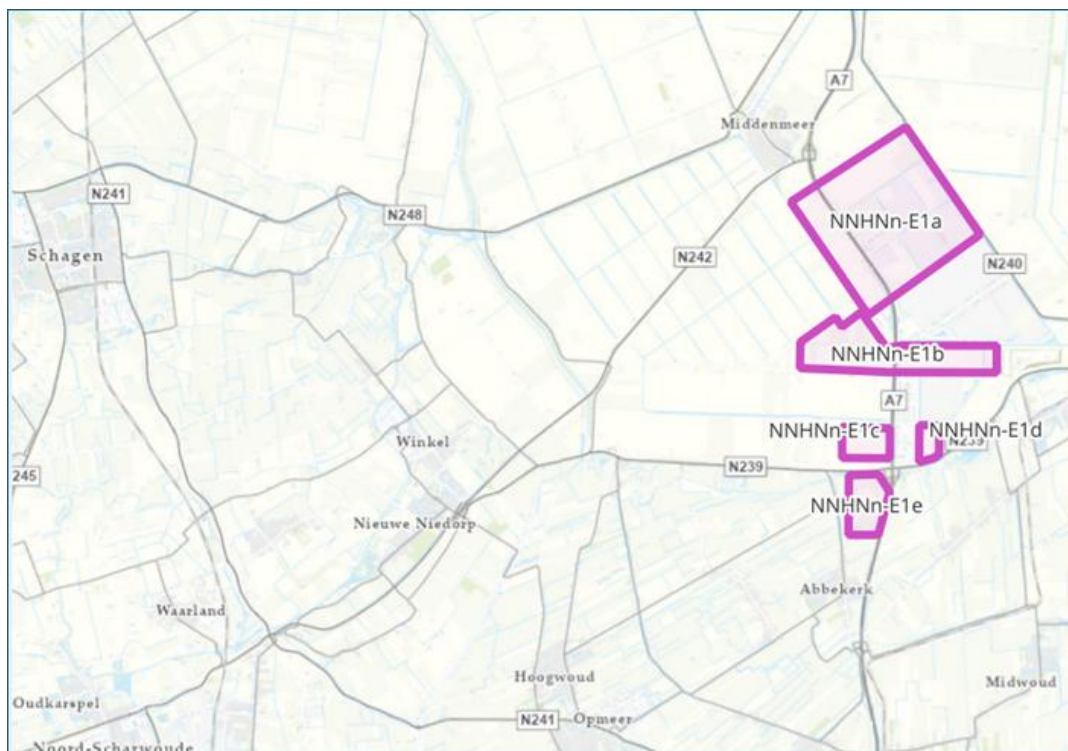 A7
Middenmeer
N241
N248
NNHNn-E1a
Schagen
N242
N240
NNHNn-E1b
A7
NNHNn-E1c
NNHNn-E1d
Winkel
N239
N239
245
NNHNn-E1e
Nieuwe Niedorp
Abbekerk
Waarland
Hoogwoud
Midwoud
Oudkarspel
N241
Opmeer
Noord-Scharwoude